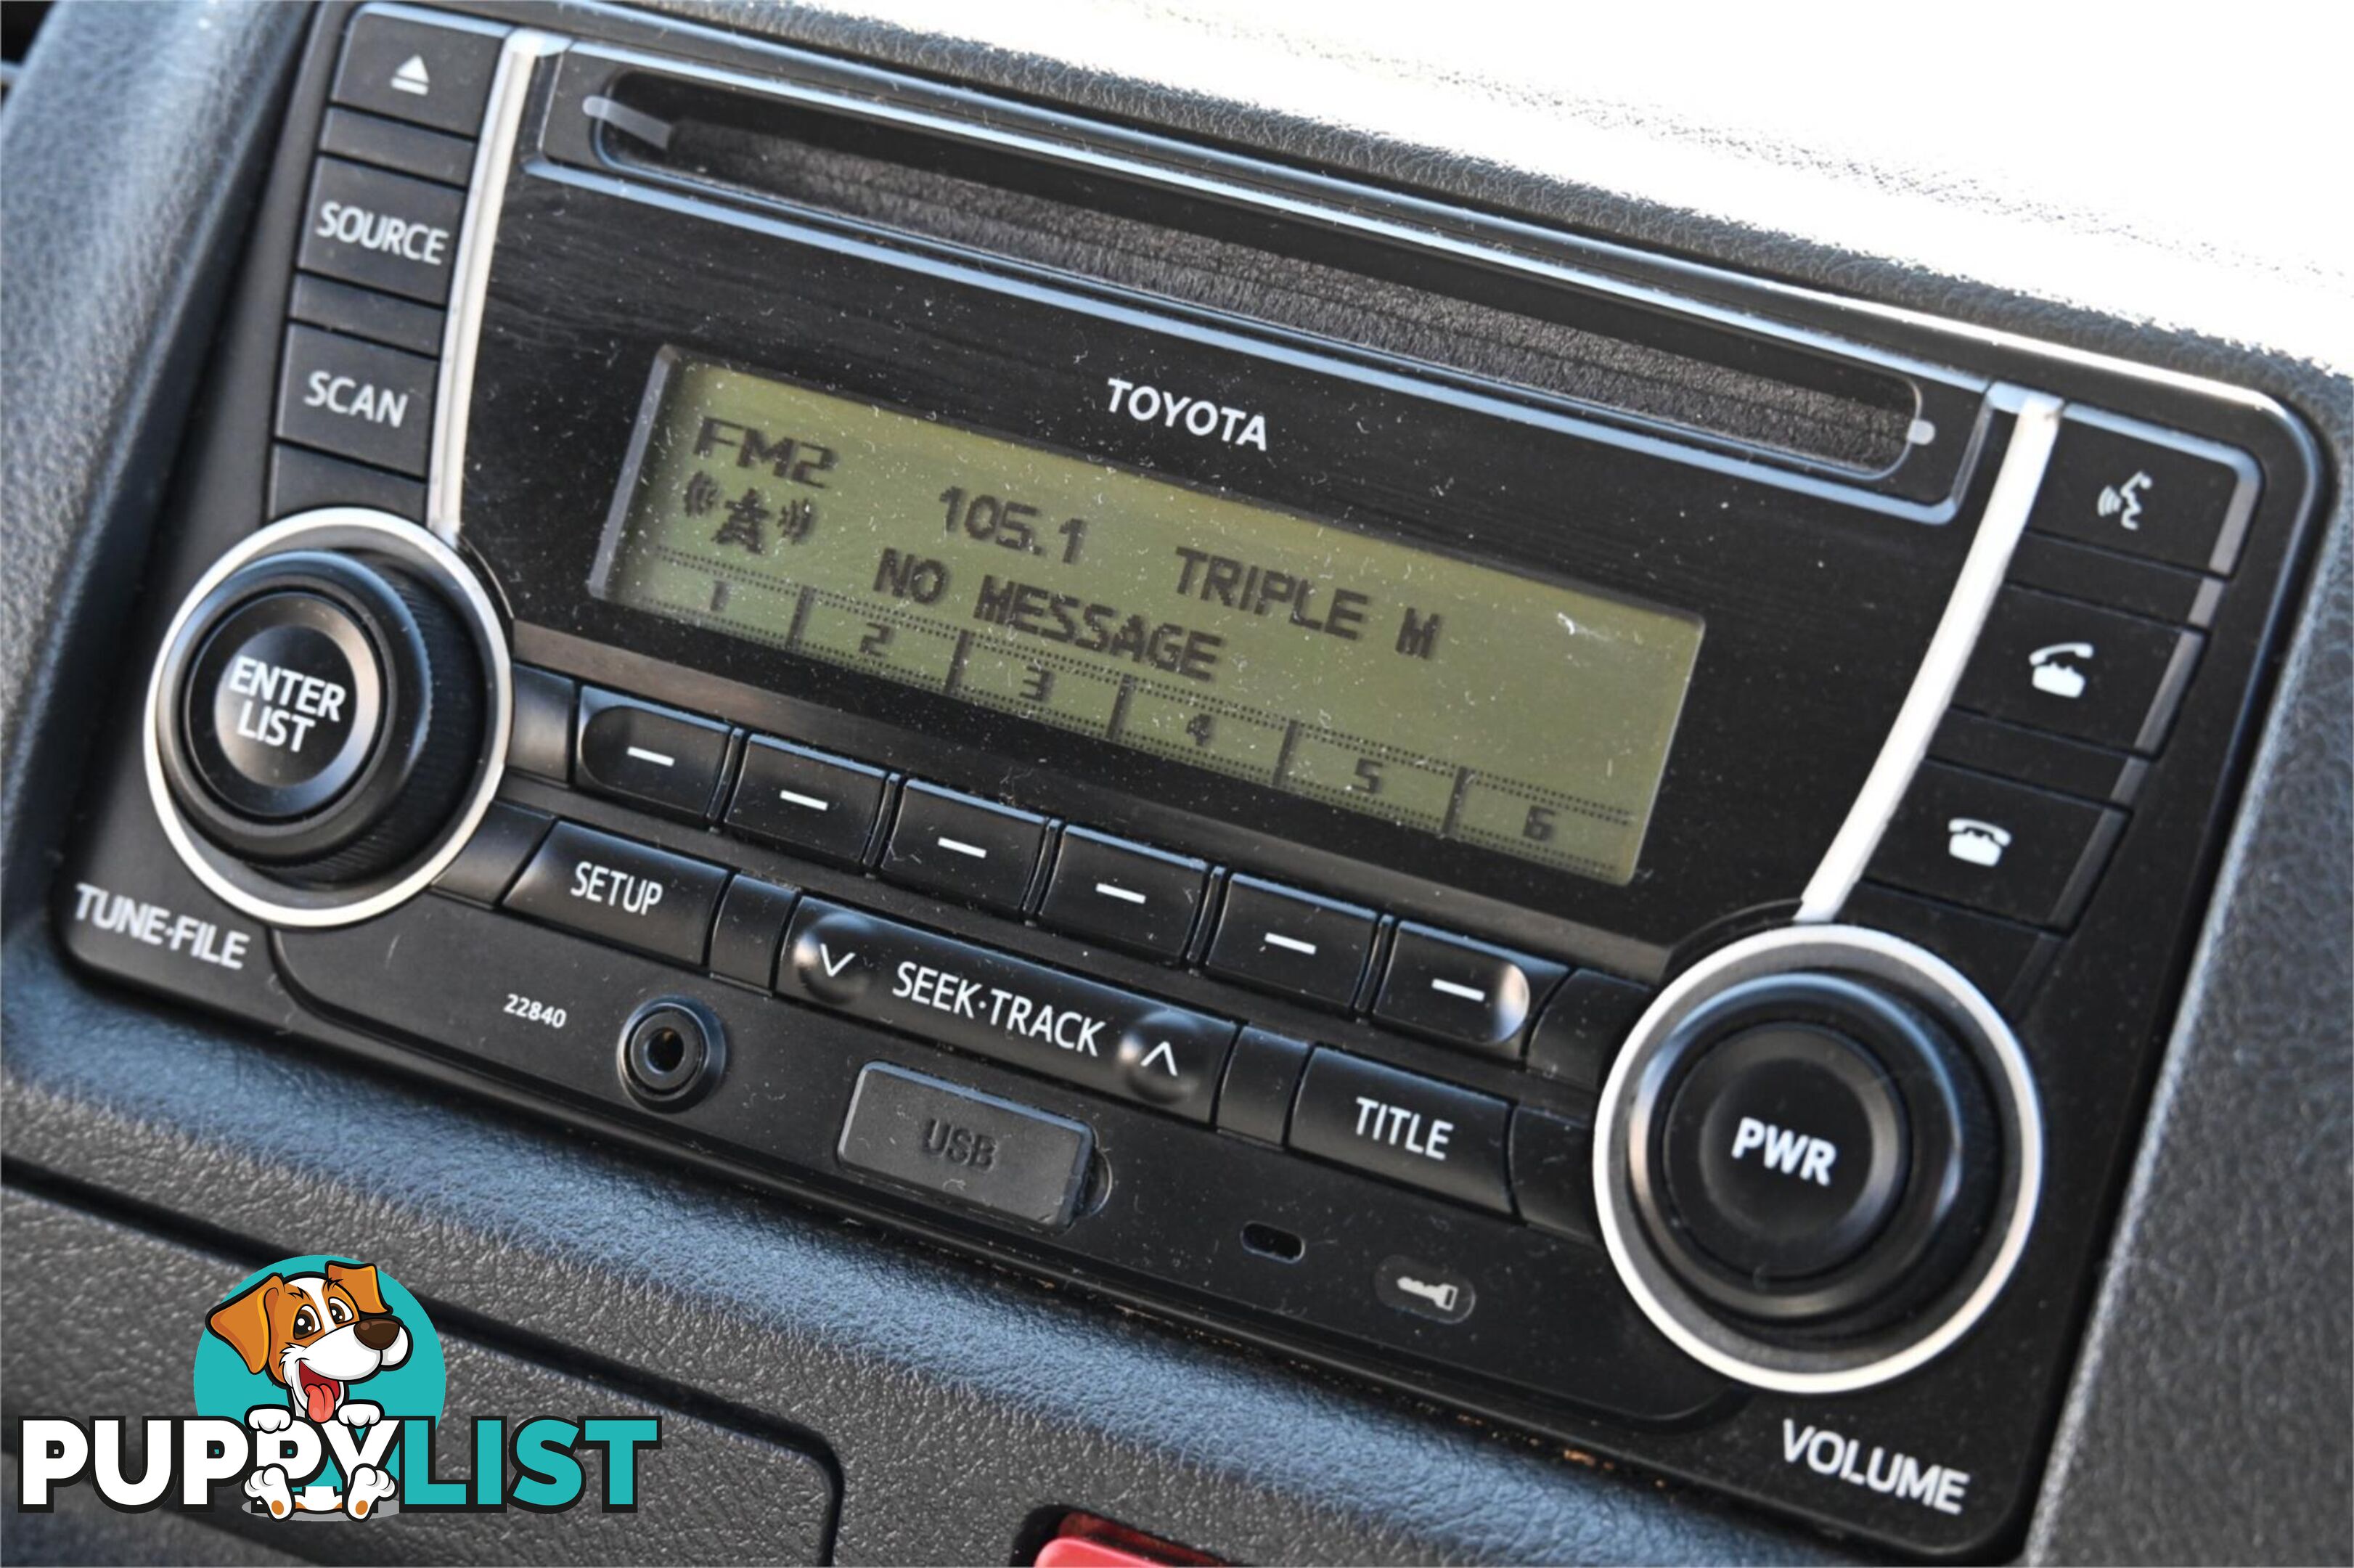 SOURCE
SCAN
TOYOTA
FM2
105.1 TRIPLE M
NO MESSAGE
1 2 3 4 5 6
ENTER
LIST
TUNE·FILE
SETUP
SEEK·TRACK
TITLE
22840
USB
PWR
VOLUME
PUPPYLIST